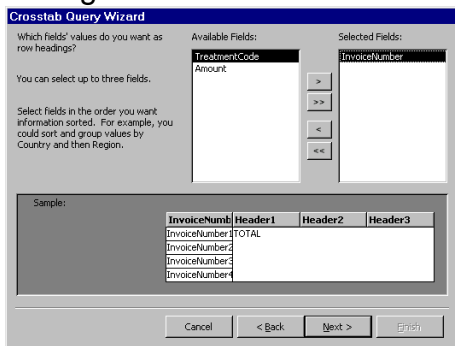 Crosstab Query Wizard
Which fields' values do you want as
row headings?
You can select up to three fields.
Select fields in the order you want
information sorted. For example, you
could sort and group values by
Country and then Region.
Available Fields:
TreatmentCode
Amount
>
>>
<
<<
Selected Fields:
InvoiceNumber
Sample:
InvoiceNumb Header1 Header2 Header3
InvoiceNumber1 TOTAL
InvoiceNumber2
InvoiceNumber3
InvoiceNumber4
Cancel < Back Next > Finish